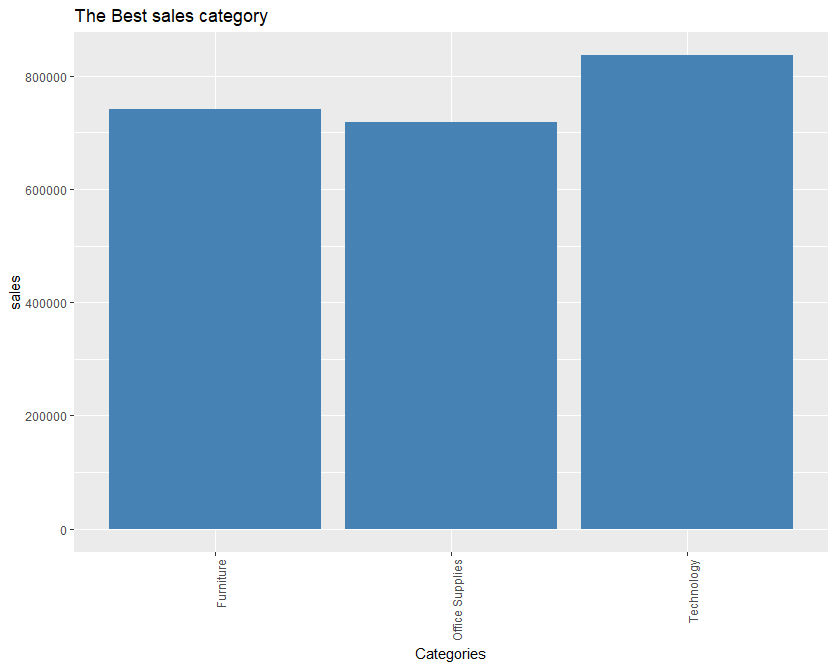 The Best sales category
sales
800000
600000
400000
200000
0
Furniture
Office Supplies
Technology
Categories